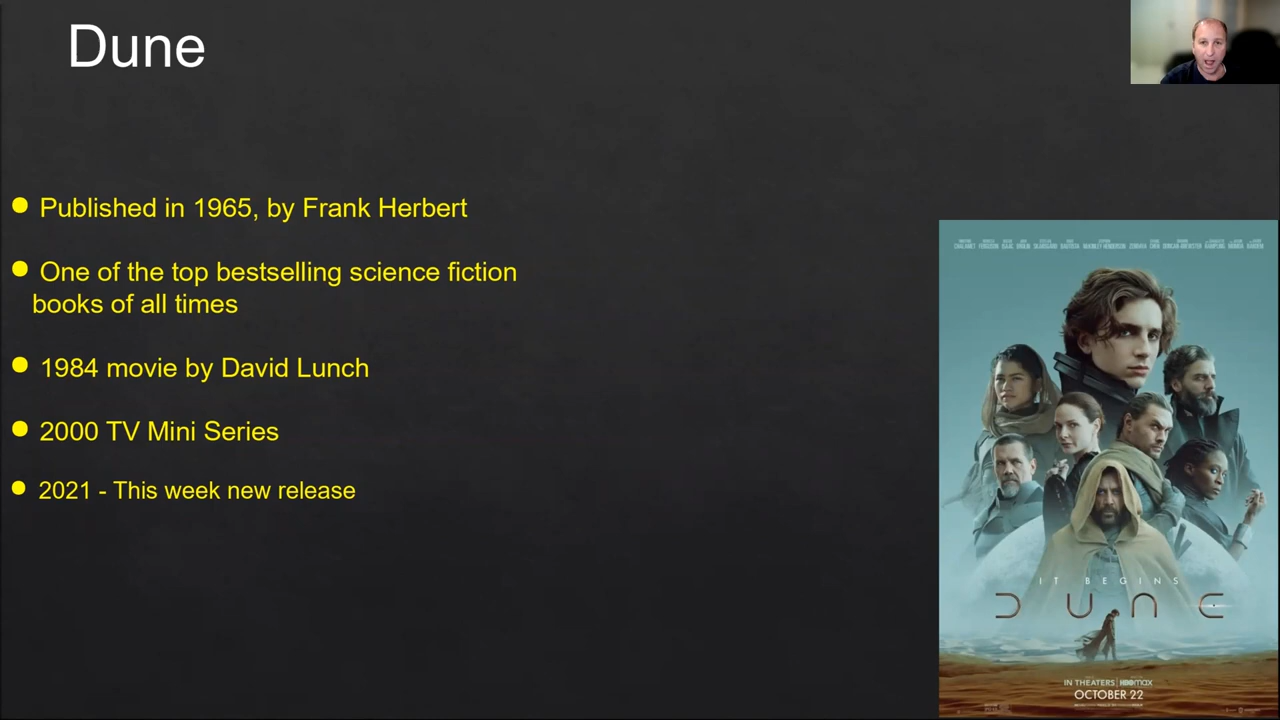 Dune
● Published in 1965, by Frank Herbert
● One of the top bestselling science fiction
books of all times
● 1984 movie by David Lunch
● 2000 TV Mini Series
● 2021 - This week new release
IT BEGINS
DUNE
IN THEATERS | HBOmax
OCTOBER 22